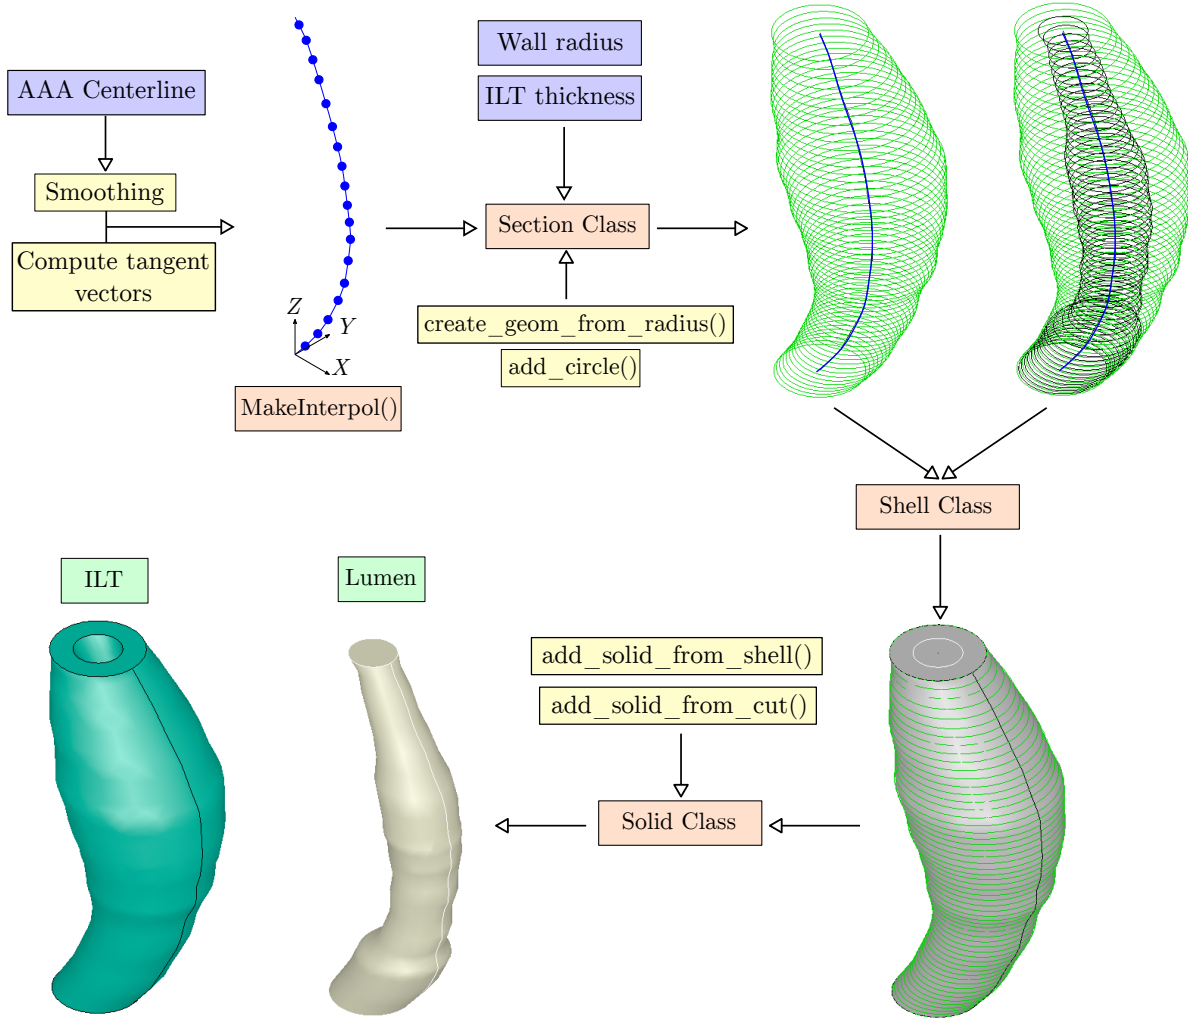 AAA Centerline
Smoothing
Compute tangent
vectors
Z
Y
X
MakeInterpol()
Wall radius
ILT thickness
Section Class
create_geom_from_radius()
add_circle()
Shell Class
ILT
Lumen
add_solid_from_shell()
add_solid_from_cut()
Solid Class